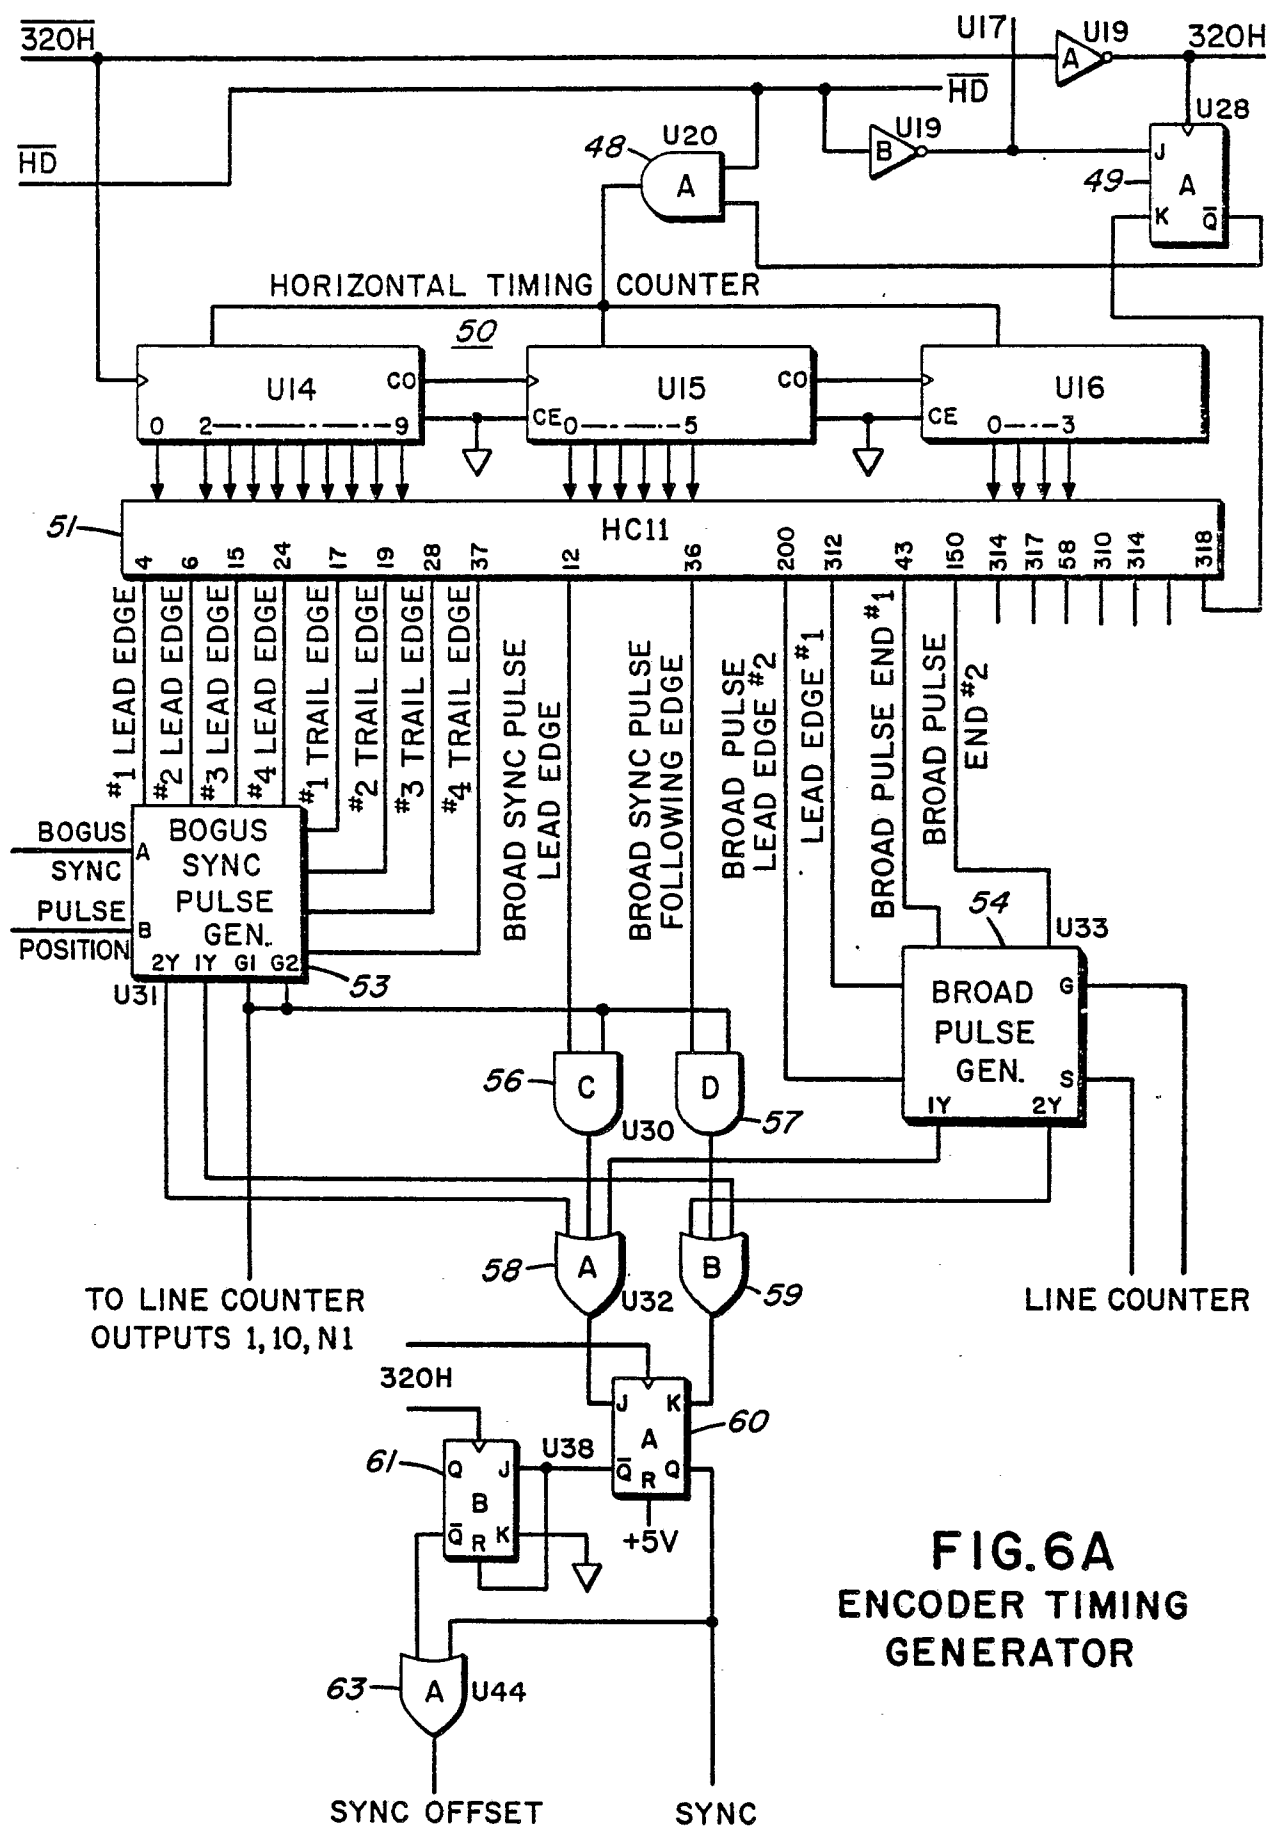 3̅2̅0̅H̅
U17
U19
A
320H
H̅D̅
U28
H̅D̅
48
U20
A
B
U19
J
49
A
K
Q̅
HORIZONTAL TIMING COUNTER
50
U14
CO
0 2 9
U15
CO
CE
0 5
U16
CE
0 3
51
HC11
4 6 15 24 17 19 28 37 12 36 200 312 43 150 314 317 58 310 314 318
#1 LEAD EDGE
#2 LEAD EDGE
#3 LEAD EDGE
#4 LEAD EDGE
#1 TRAIL EDGE
#2 TRAIL EDGE
#3 TRAIL EDGE
#4 TRAIL EDGE
BROAD SYNC PULSE
LEAD EDGE
BROAD SYNC PULSE
FOLLOWING EDGE
BROAD PULSE
LEAD EDGE #2
LEAD EDGE #1
BROAD PULSE END #1
BROAD PULSE
END #2
BOGUS
SYNC
PULSE
POSITION
A
B
BOGUS
SYNC
PULSE
GEN.
2Y 1Y G1 G2
U31
53
54
U33
BROAD
PULSE
GEN.
G
S
1Y 2Y
56
C
U30
D
57
58
A
U32
B
59
TO LINE COUNTER
OUTPUTS 1, 10, N1
LINE COUNTER
320H
J K
A
Q̅ R Q
60
+5V
61
U38
Q J
B
Q̅ R K
63
A
U44
SYNC OFFSET
SYNC
FIG. 6A
ENCODER TIMING
GENERATOR